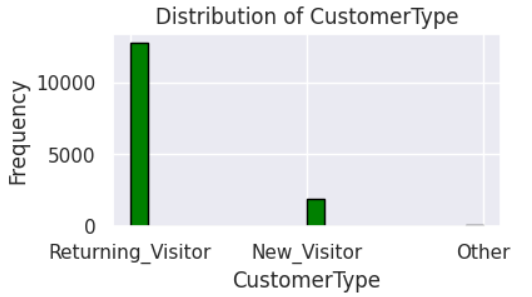 Distribution of CustomerType
Frequency
10000
5000
0
Returning_Visitor New_Visitor Other
CustomerType